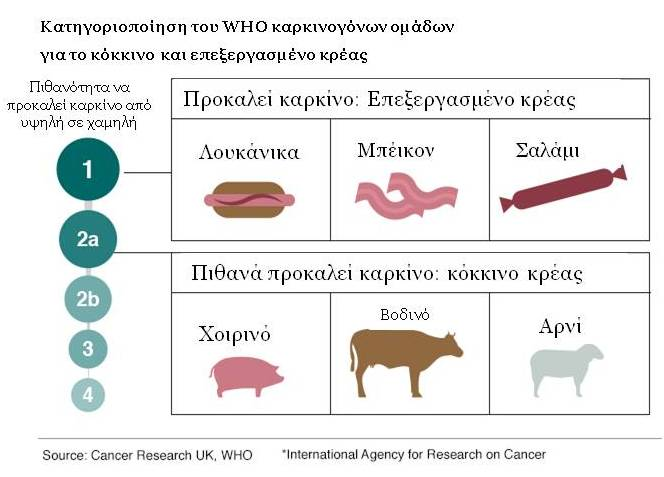 Κατηγοριοποίηση του WHO καρκινογόνων ομάδων
για το κόκκινο και επεξεργασμένο κρέας
Πιθανότητα να
προκαλεί καρκίνο από
υψηλή σε χαμηλή
Προκαλεί καρκίνο: Επεξεργασμένο κρέας
Λουκάνικα
Μπέικον
Σαλάμι
1
2a
2b
3
4
Πιθανά προκαλεί καρκίνο: κόκκινο κρέας
Χοιρινό
Βοδινό
Αρνί
Source: Cancer Research UK, WHO *International Agency for Research on Cancer